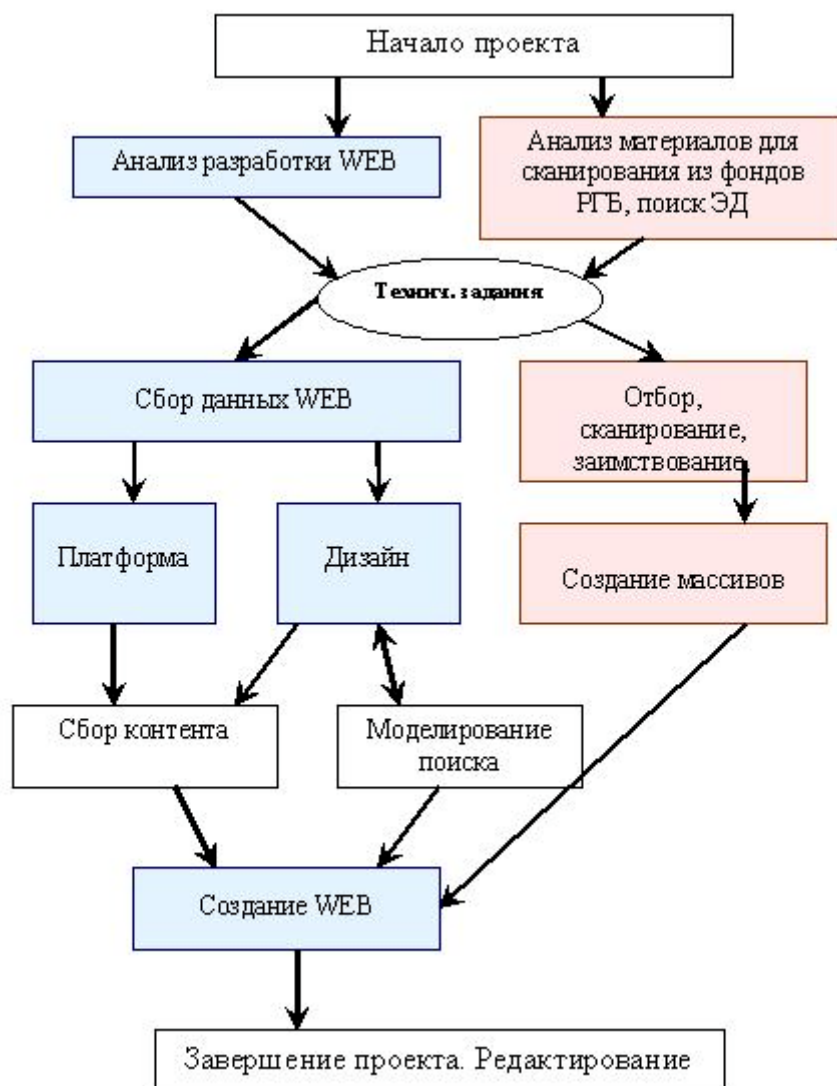 Начало проекта
Анализ разработки WEB
Анализ материалов для
сканирования из фондов
РГБ, поиск ЭД
Технич. задания
Сбор данных WEB
Отбор,
сканирование,
заимствование,
Платформа
Дизайн
Создание массивов
Сбор контента
Моделирование
поиска
Создание WEB
Завершение проекта. Редактирование